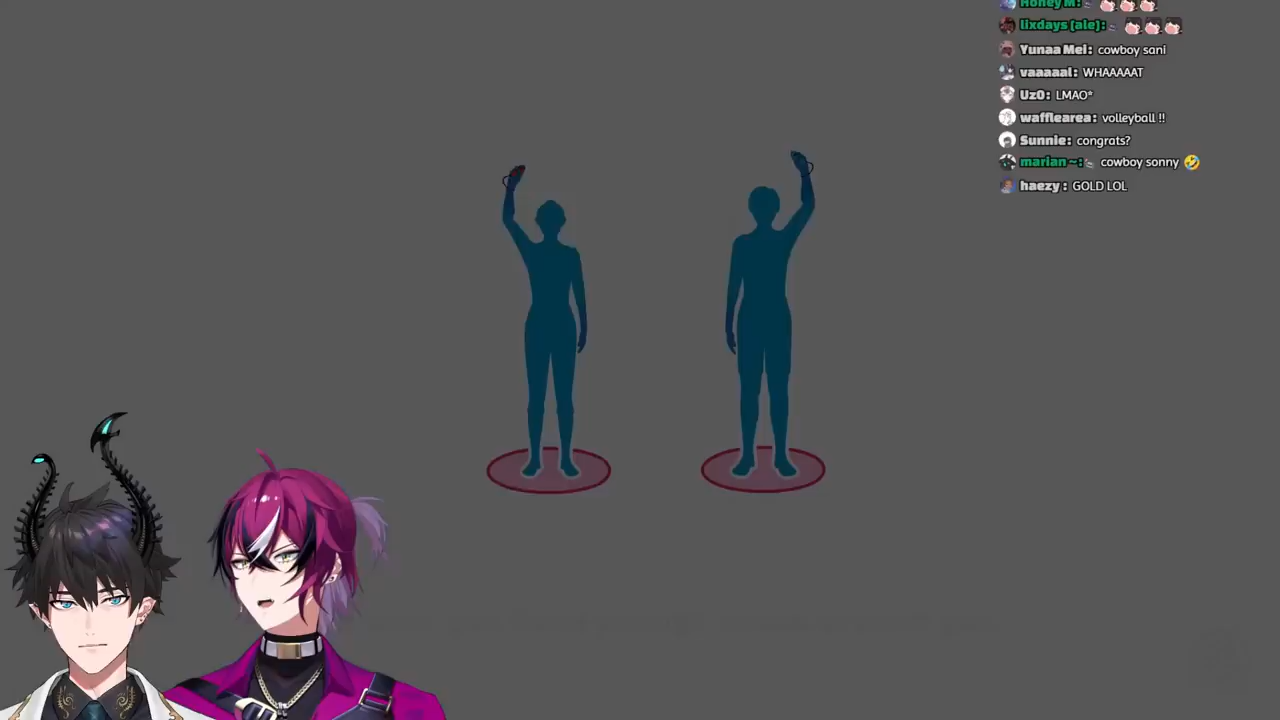 Honey M:
lixdays (ale):
Yunaa Mei: cowboy sani
vaaaaal: WHAAAAAT
Uz0: LMAO*
wafflearea: volleyball !!
Sunnie: congrats?
marian ~: cowboy sonny 🤣
haezy : GOLD LOL